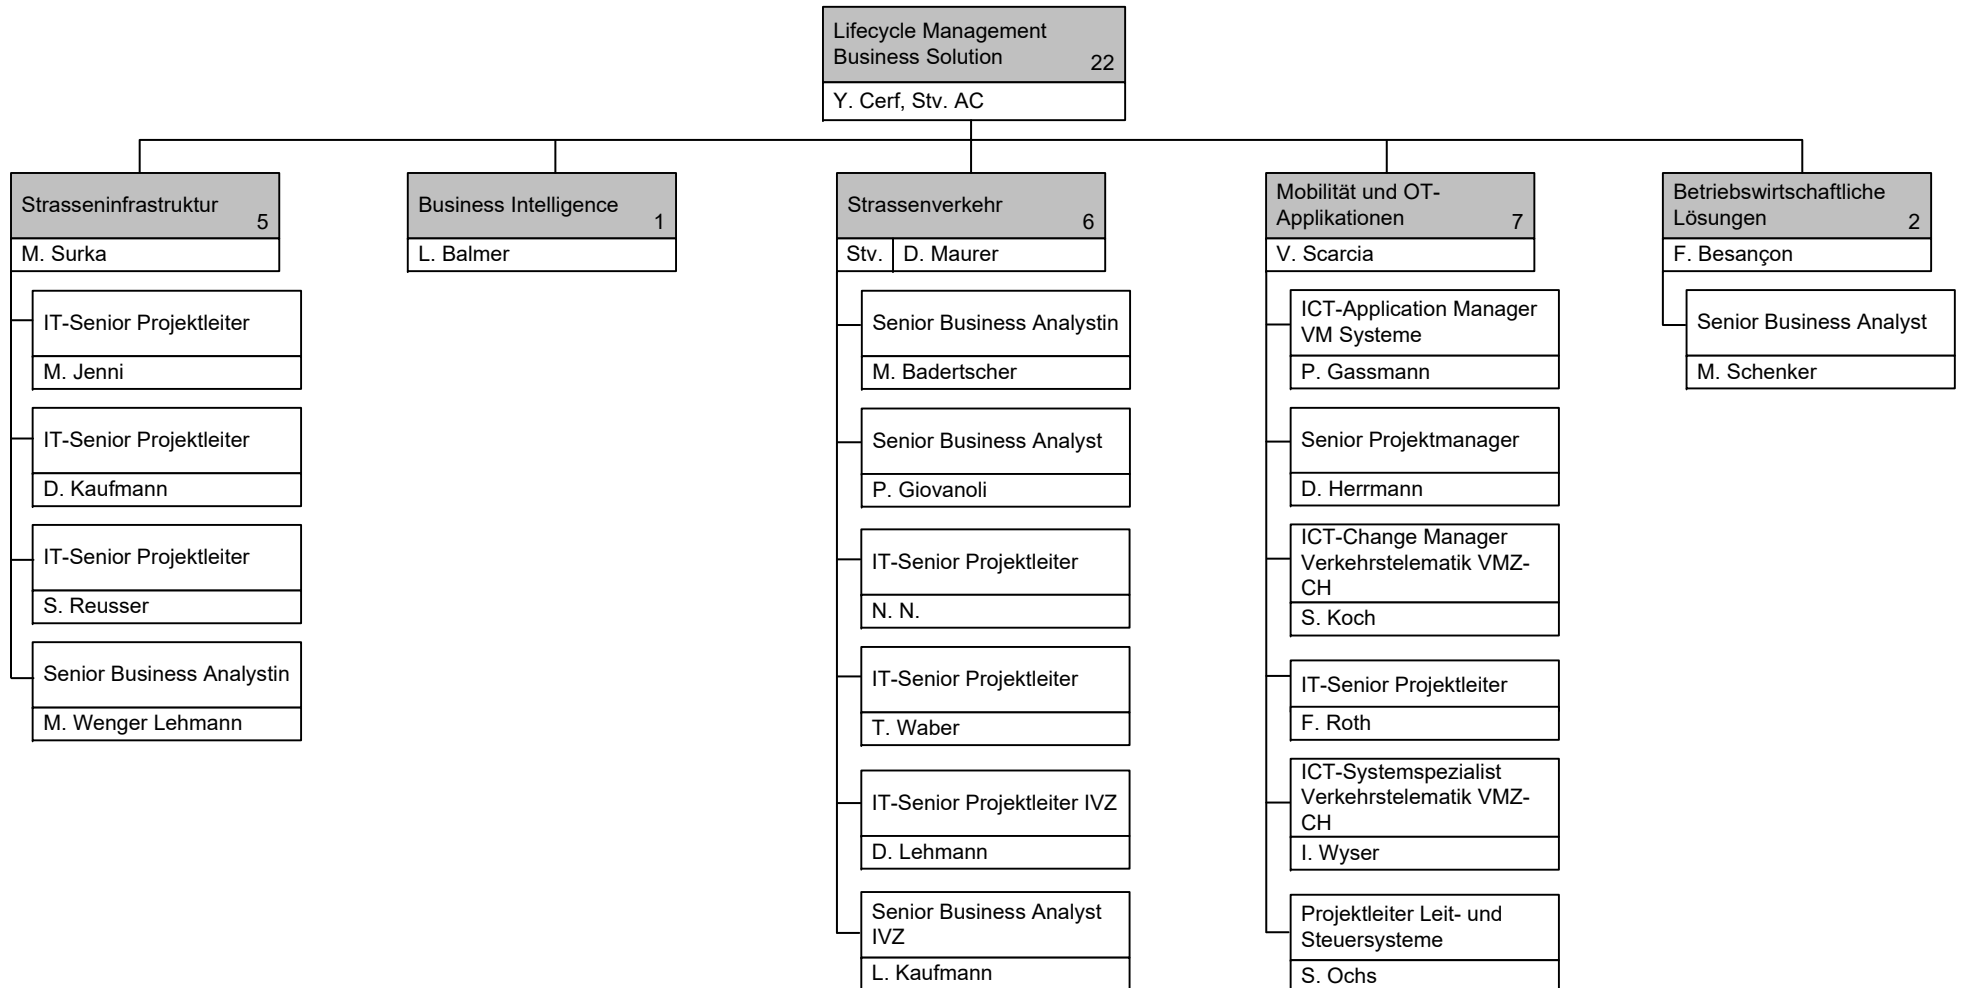 Lifecycle Management
Business Solution 22
Y. Cerf, Stv. AC
Strasseninfrastruktur 5
M. Surka
IT-Senior Projektleiter
M. Jenni
IT-Senior Projektleiter
D. Kaufmann
IT-Senior Projektleiter
S. Reusser
Senior Business Analystin
M. Wenger Lehmann
Business Intelligence 1
L. Balmer
Strassenverkehr 6
Stv. D. Maurer
Senior Business Analystin
M. Badertscher
Senior Business Analyst
P. Giovanoli
IT-Senior Projektleiter
N. N.
IT-Senior Projektleiter
T. Waber
IT-Senior Projektleiter IVZ
D. Lehmann
Senior Business Analyst
IVZ
L. Kaufmann
Mobilität und OT-
Applikationen 7
V. Scarcia
ICT-Application Manager
VM Systeme
P. Gassmann
Senior Projektmanager
D. Herrmann
ICT-Change Manager
Verkehrstelematik VMZ-
CH
S. Koch
IT-Senior Projektleiter
F. Roth
ICT-Systemspezialist
Verkehrstelematik VMZ-
CH
I. Wyser
Projektleiter Leit- und
Steuersysteme
S. Ochs
Betriebswirtschaftliche
Lösungen 2
F. Besançon
Senior Business Analyst
M. Schenker